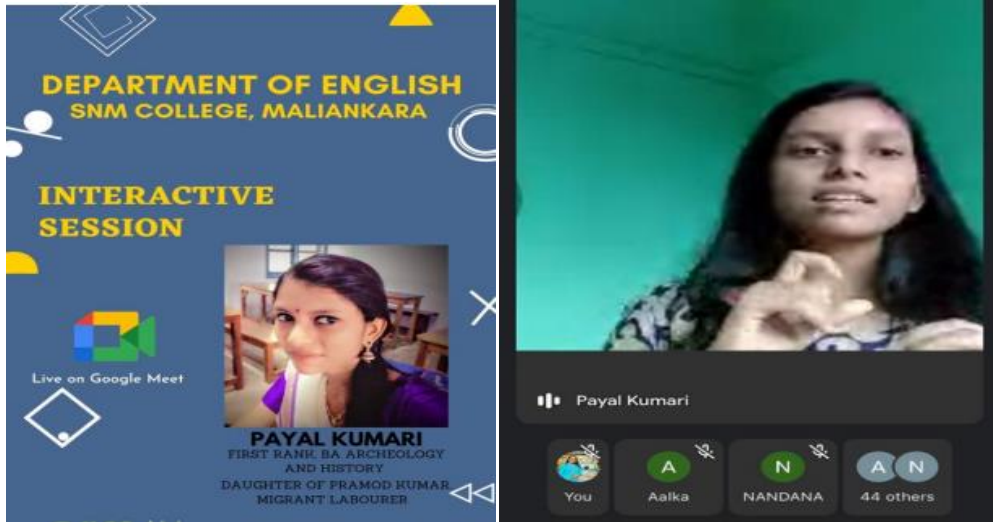 DEPARTMENT OF ENGLISH
SNM COLLEGE, MALIANKARA
INTERACTIVE
SESSION
Live on Google Meet
PAYAL KUMARI
FIRST RANK, BA ARCHEOLOGY
AND HISTORY
DAUGHTER OF PRAMOD KUMAR
MIGRANT LABOURER
Payal Kumari
A
N
A N
You
Aalka
NANDANA
44 others